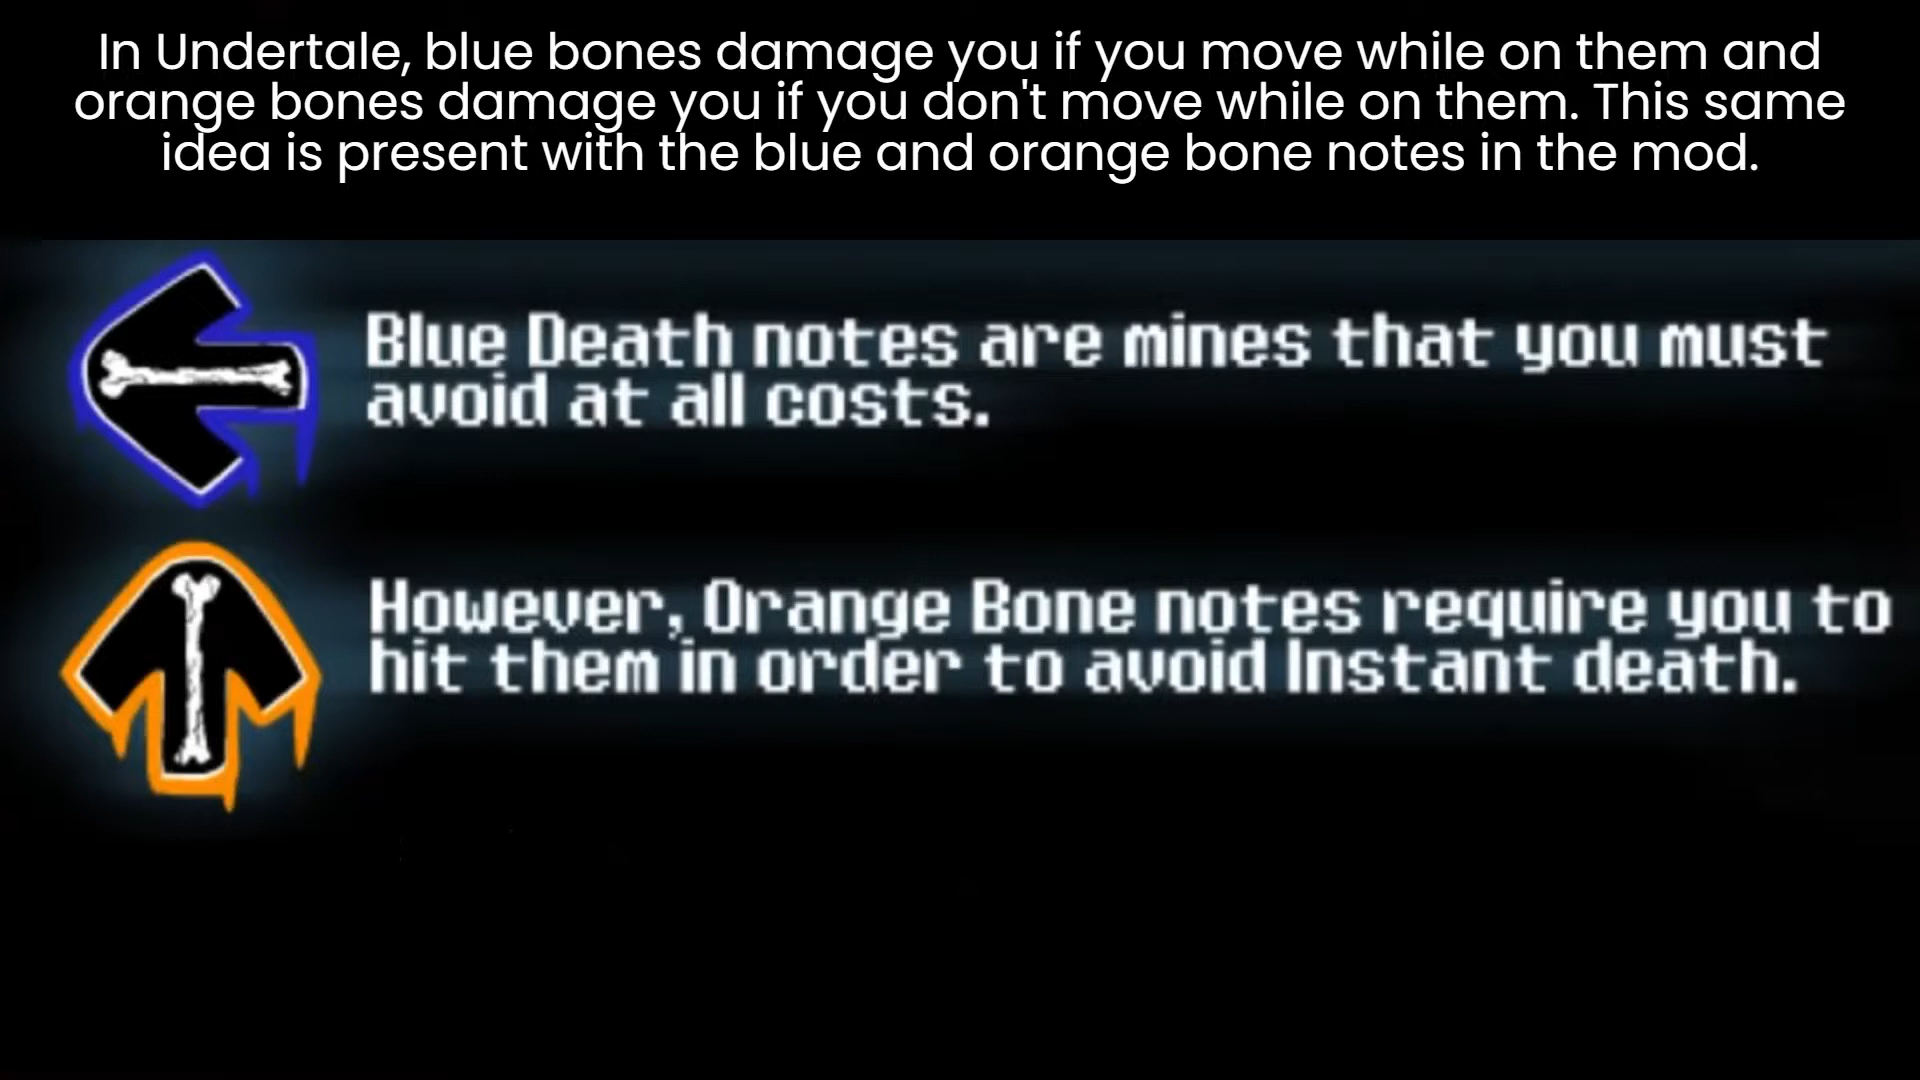 In Undertale, blue bones damage you if you move while on them and
orange bones damage you if you don't move while on them. This same
idea is present with the blue and orange bone notes in the mod.
Blue Death notes are mines that you must
avoid at all costs.
However, Orange Bone notes require you to
hit them in order to avoid Instant death.